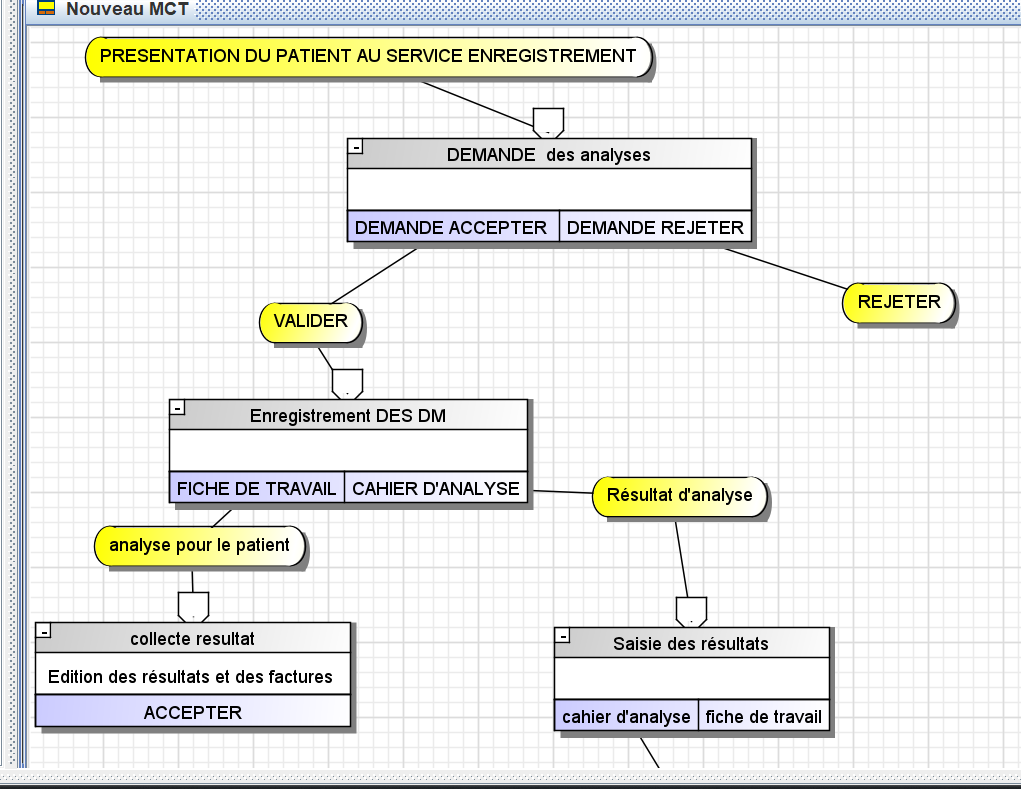 Nouveau MCT
PRESENTATION DU PATIENT AU SERVICE ENREGISTREMENT
DEMANDE des analyses
DEMANDE ACCEPTER DEMANDE REJETER
REJETER
VALIDER
Enregistrement DES DM
FICHE DE TRAVAIL CAHIER D'ANALYSE
Résultat d'analyse
analyse pour le patient
collecte resultat
Edition des résultats et des factures
ACCEPTER
Saisie des résultats
cahier d'analyse fiche de travail